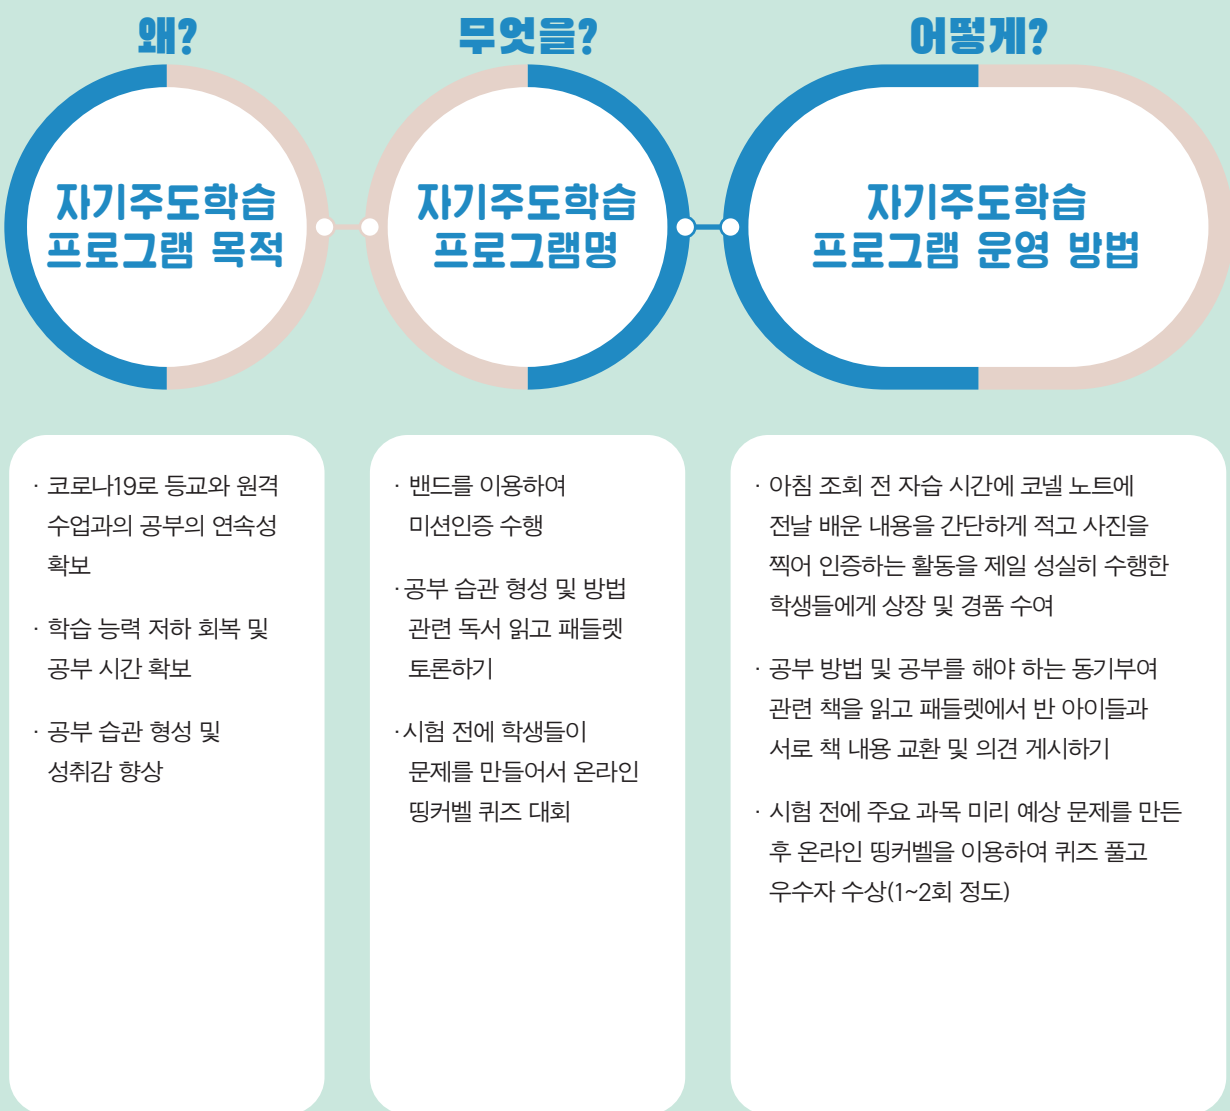 왜?
자기주도학습
프로그램 목적
· 코로나19로 등교와 원격
수업과의 공부의 연속성
확보
· 학습 능력 저하 회복 및
공부 시간 확보
· 공부 습관 형성 및
성취감 향상
무엇을?
자기주도학습
프로그램명
· 밴드를 이용하여
미션인증 수행
· 공부 습관 형성 및 방법
관련 독서 읽고 패들렛
토론하기
· 시험 전에 학생들이
문제를 만들어서 온라인
띵커벨 퀴즈 대회
어떻게?
자기주도학습
프로그램 운영 방법
· 아침 조회 전 자습 시간에 코넬 노트에
전날 배운 내용을 간단하게 적고 사진을
찍어 인증하는 활동을 제일 성실히 수행한
학생들에게 상장 및 경품 수여
· 공부 방법 및 공부를 해야 하는 동기부여
관련 책을 읽고 패들렛에서 반 아이들과
서로 책 내용 교환 및 의견 게시하기
· 시험 전에 주요 과목 미리 예상 문제를 만든
후 온라인 띵커벨을 이용하여 퀴즈 풀고
우수자 수상(1~2회 정도)